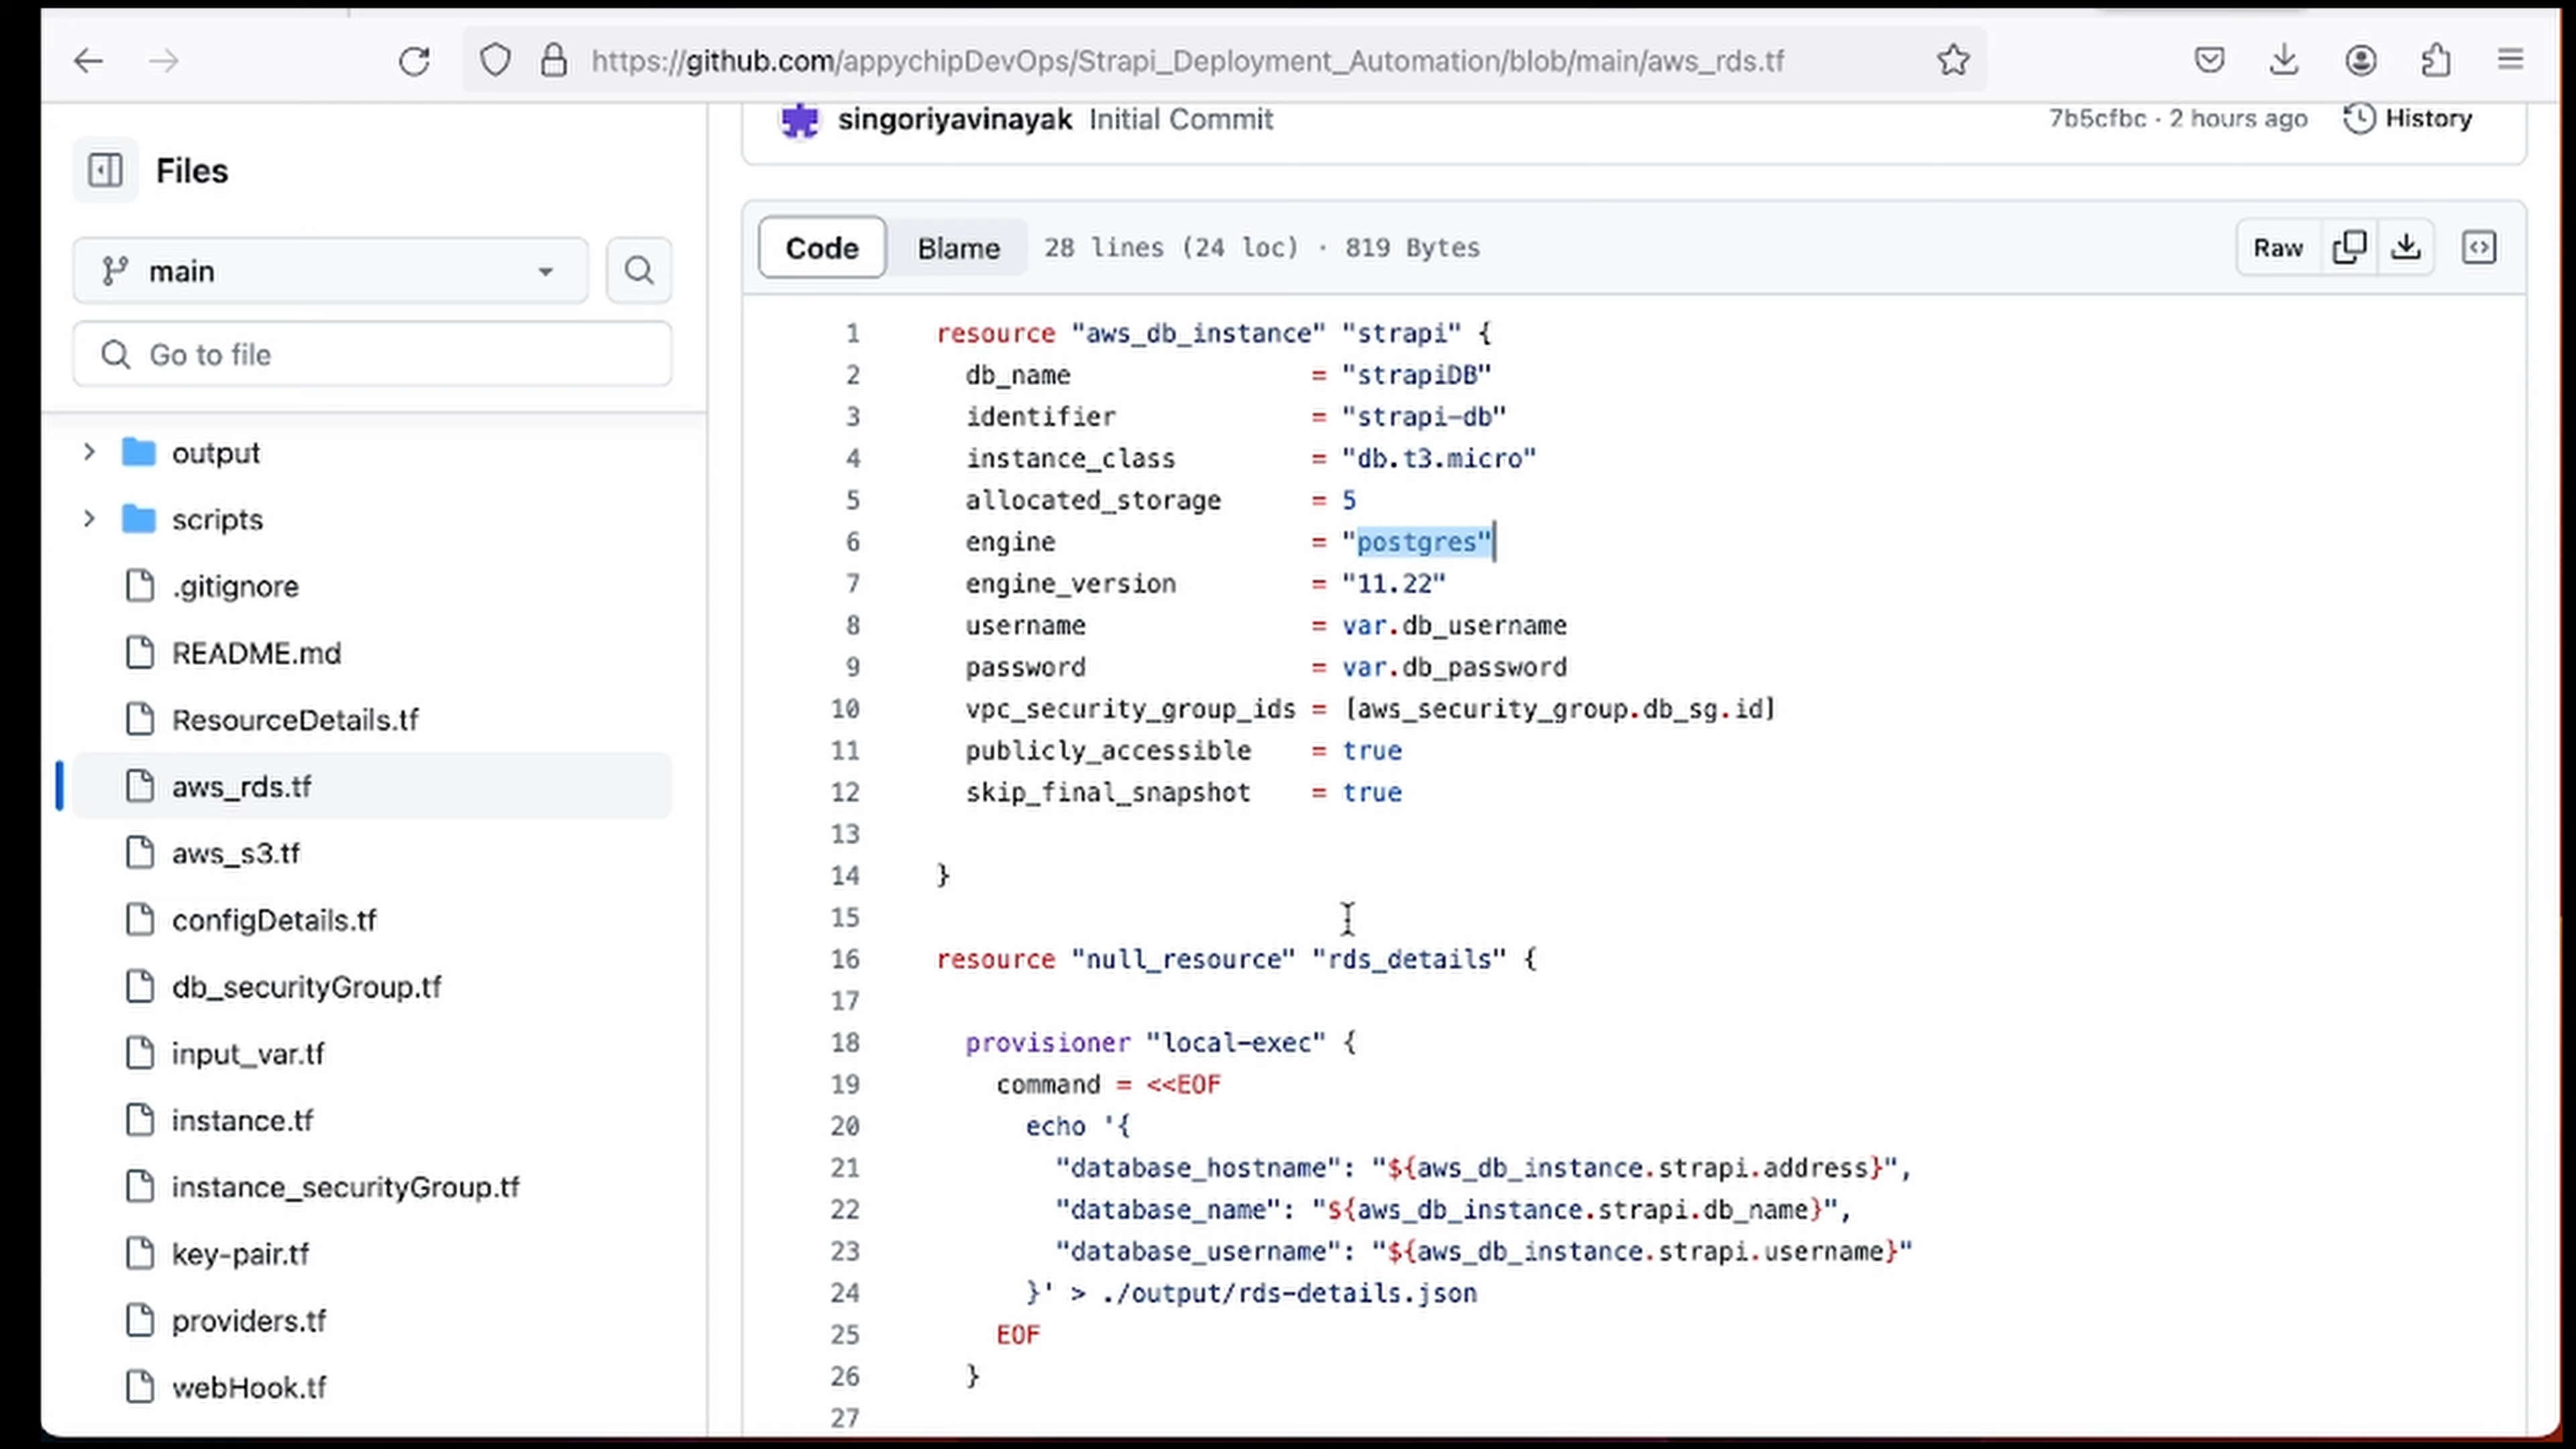 https://github.com/appychipDevOps/Strapi_Deployment_Automation/blob/main/aws_rds.tf
singoriyavinayak Initial Commit 7b5cfbc · 2 hours ago History
Files
main
Go to file
output
scripts
.gitignore
README.md
ResourceDetails.tf
aws_rds.tf
aws_s3.tf
configDetails.tf
db_securityGroup.tf
input_var.tf
instance.tf
instance_securityGroup.tf
key-pair.tf
providers.tf
webHook.tf
Code Blame 28 lines (24 loc) · 819 Bytes Raw
1 resource "aws_db_instance" "strapi" {
2 db_name = "strapiDB"
3 identifier = "strapi-db"
4 instance_class = "db.t3.micro"
5 allocated_storage = 5
6 engine = "postgres"
7 engine_version = "11.22"
8 username = var.db_username
9 password = var.db_password
10 vpc_security_group_ids = [aws_security_group.db_sg.id]
11 publicly_accessible = true
12 skip_final_snapshot = true
13
14 }
15
16 resource "null_resource" "rds_details" {
17
18 provisioner "local-exec" {
19 command = <<EOF
20 echo '{
21 "database_hostname": "${aws_db_instance.strapi.address}",
22 "database_name": "${aws_db_instance.strapi.db_name}",
23 "database_username": "${aws_db_instance.strapi.username}"
24 }' > ./output/rds-details.json
25 EOF
26 }
27